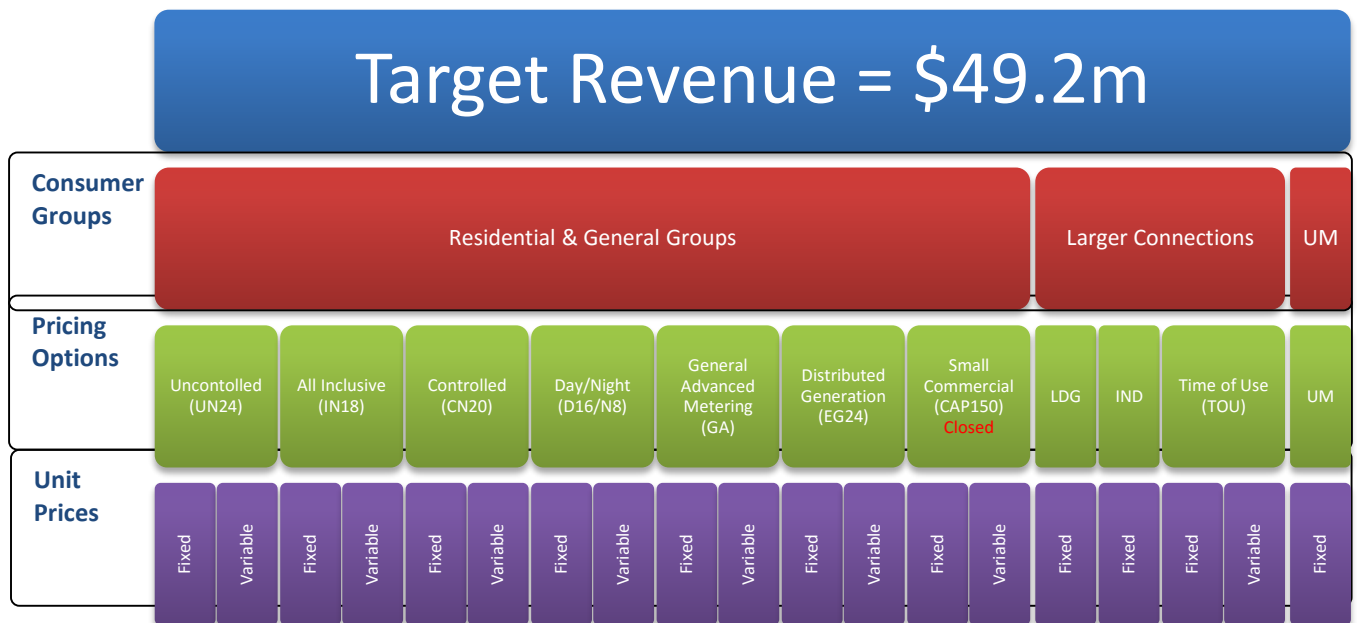 Target Revenue = $49.2m
Consumer
Groups
Residential & General Groups
Larger Connections
UM
Pricing
Options
Uncontolled
(UN24)
All Inclusive
(IN18)
Controlled
(CN20)
Day/Night
(D16/N8)
General
Advanced
Metering
(GA)
Distributed
Generation
(EG24)
Small
Commercial
(CAP150)
Closed
LDG
IND
Time of Use
(TOU)
UM
Unit
Prices
Fixed
Variable
Fixed
Variable
Fixed
Variable
Fixed
Variable
Fixed
Variable
Fixed
Variable
Fixed
Variable
Fixed
Fixed
Fixed
Variable
Fixed